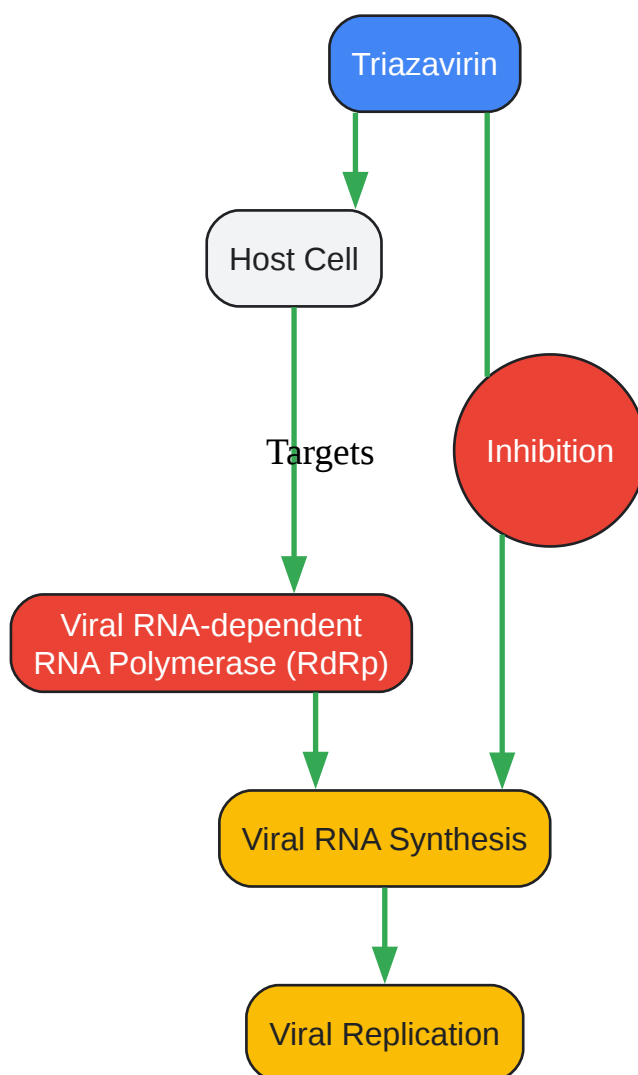 Triazavirin
Host Cell
Targets
Inhibition
Viral RNA-dependent
RNA Polymerase (RdRp)
Viral RNA Synthesis
Viral Replication